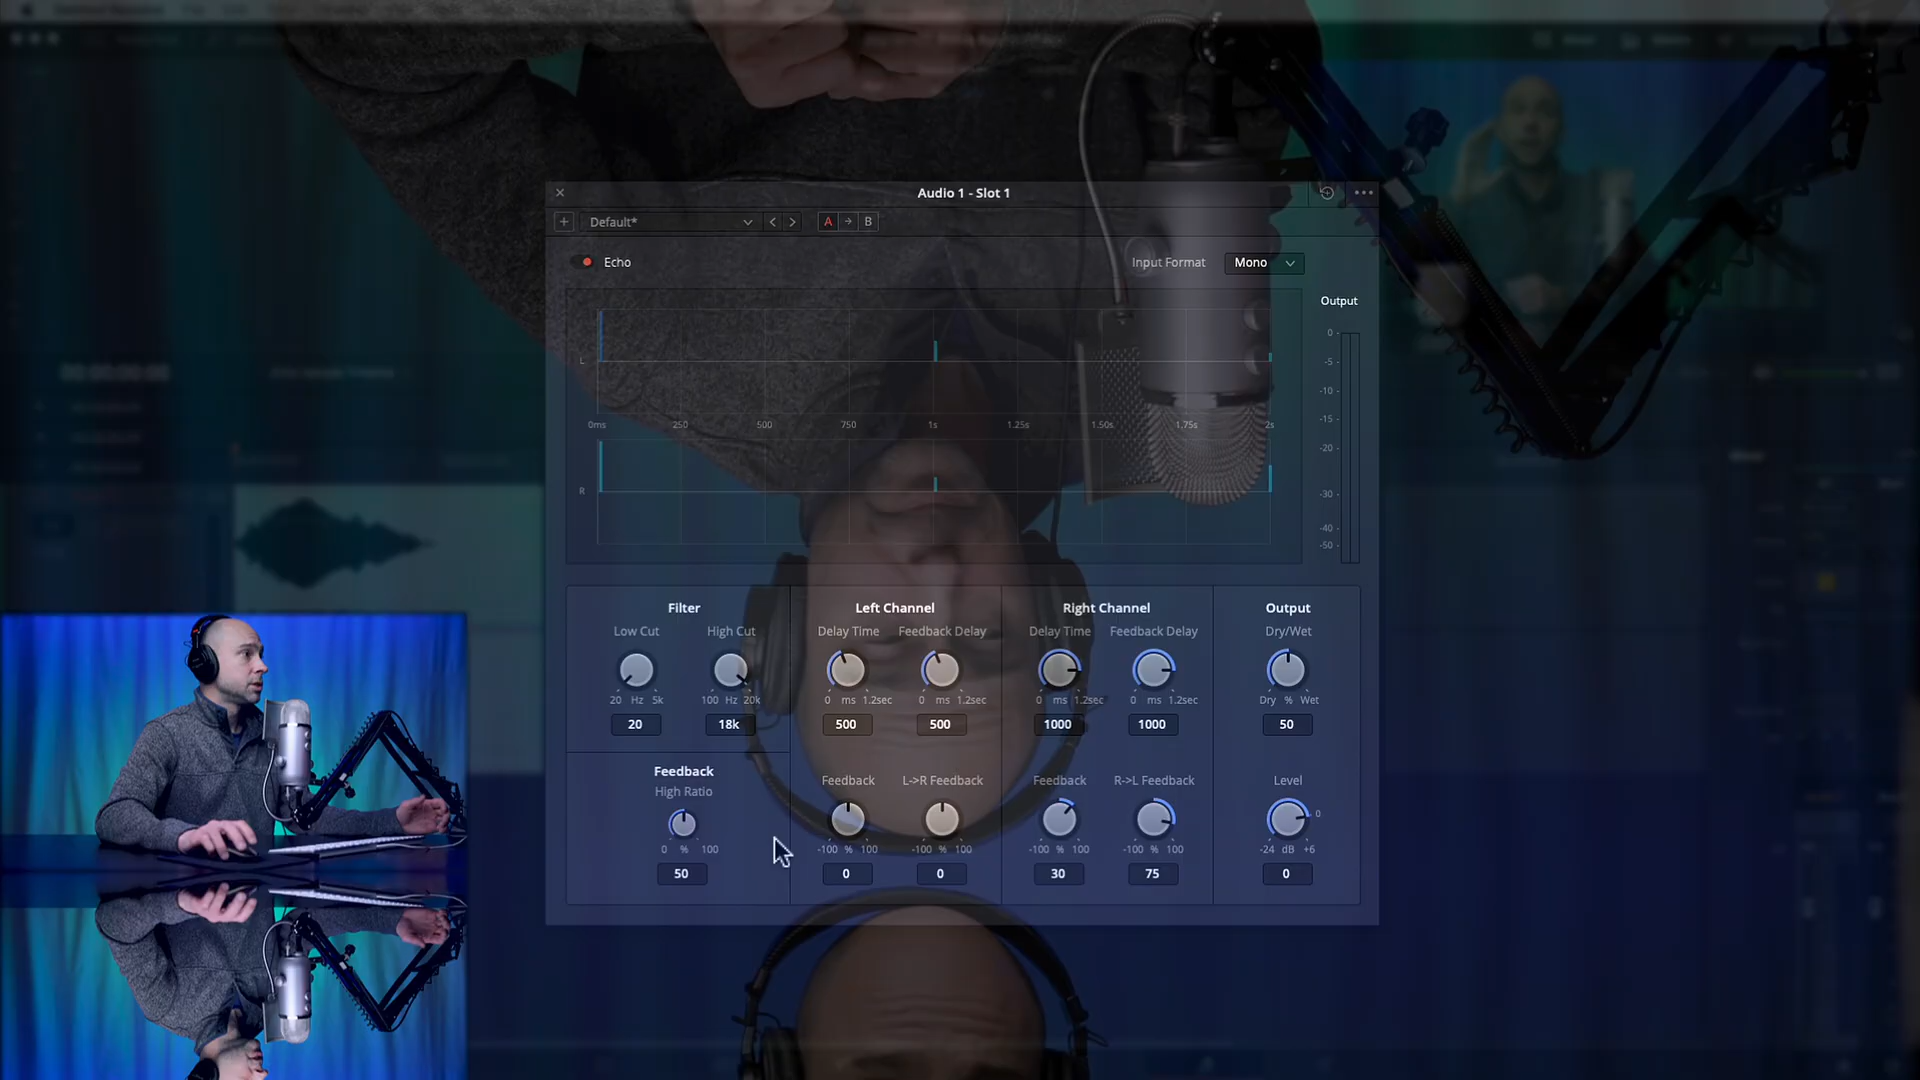 Audio 1 - Slot 1
Default*
A B
Echo
Input Format Mono
Output
0
-5
-10
-15
-20
-30
-40
-50
L
0ms 250 500 750 1s 1.25s 1.50s 1.75s 2s
R
Filter
Low Cut High Cut
20 Hz 5k 100 Hz 20k
20 18k
Feedback
High Ratio
0 % 100
50
Left Channel
Delay Time Feedback Delay
0 ms 1.2sec 0 ms 1.2sec
500 500
Feedback L->R Feedback
-100 % 100 -100 % 100
0 0
Right Channel
Delay Time Feedback Delay
0 ms 1.2sec 0 ms 1.2sec
1000 1000
Feedback R->L Feedback
-100 % 100 -100 % 100
30 75
Output
Dry/Wet
Dry % Wet
50
Level
0
-24 dB +6
0